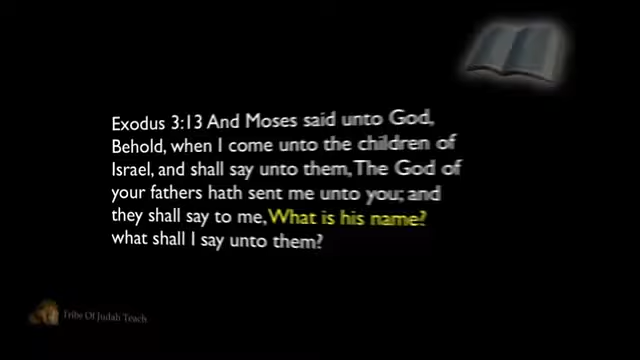 Exodus 3:13 And Moses said unto God,
Behold, when I come unto the children of
Israel, and shall say unto them, The God of
your fathers hath sent me unto you; and
they shall say to me, What is his name?
what shall I say unto them?
Tribe Of Judah Teach